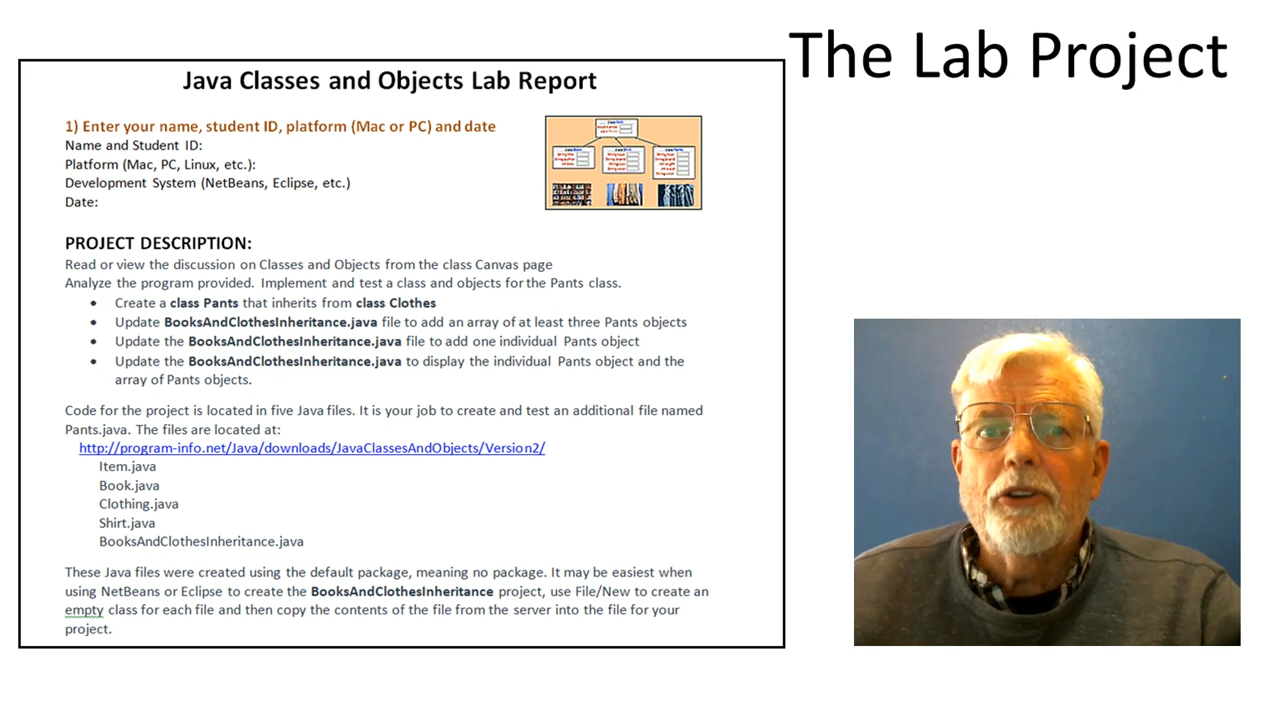 The Lab Project
Java Classes and Objects Lab Report
1) Enter your name, student ID, platform (Mac or PC) and date
Name and Student ID:
Platform (Mac, PC, Linux, etc.):
Development System (NetBeans, Eclipse, etc.)
Date:
PROJECT DESCRIPTION:
Read or view the discussion on Classes and Objects from the class Canvas page
Analyze the program provided. Implement and test a class and objects for the Pants class.
• Create a class Pants that inherits from class Clothes
• Update BooksAndClothesInheritance.java file to add an array of at least three Pants objects
• Update the BooksAndClothesInheritance.java file to add one individual Pants object
• Update the BooksAndClothesInheritance.java to display the individual Pants object and the
array of Pants objects.
Code for the project is located in five Java files. It is your job to create and test an additional file named
Pants.java. The files are located at:
http://program-info.net/Java/downloads/JavaClassesAndObjects/Version2/
Item.java
Book.java
Clothing.java
Shirt.java
BooksAndClothesInheritance.java
These Java files were created using the default package, meaning no package. It may be easiest when
using NetBeans or Eclipse to create the BooksAndClothesInheritance project, use File/New to create an
empty class for each file and then copy the contents of the file from the server into the file for your
project.